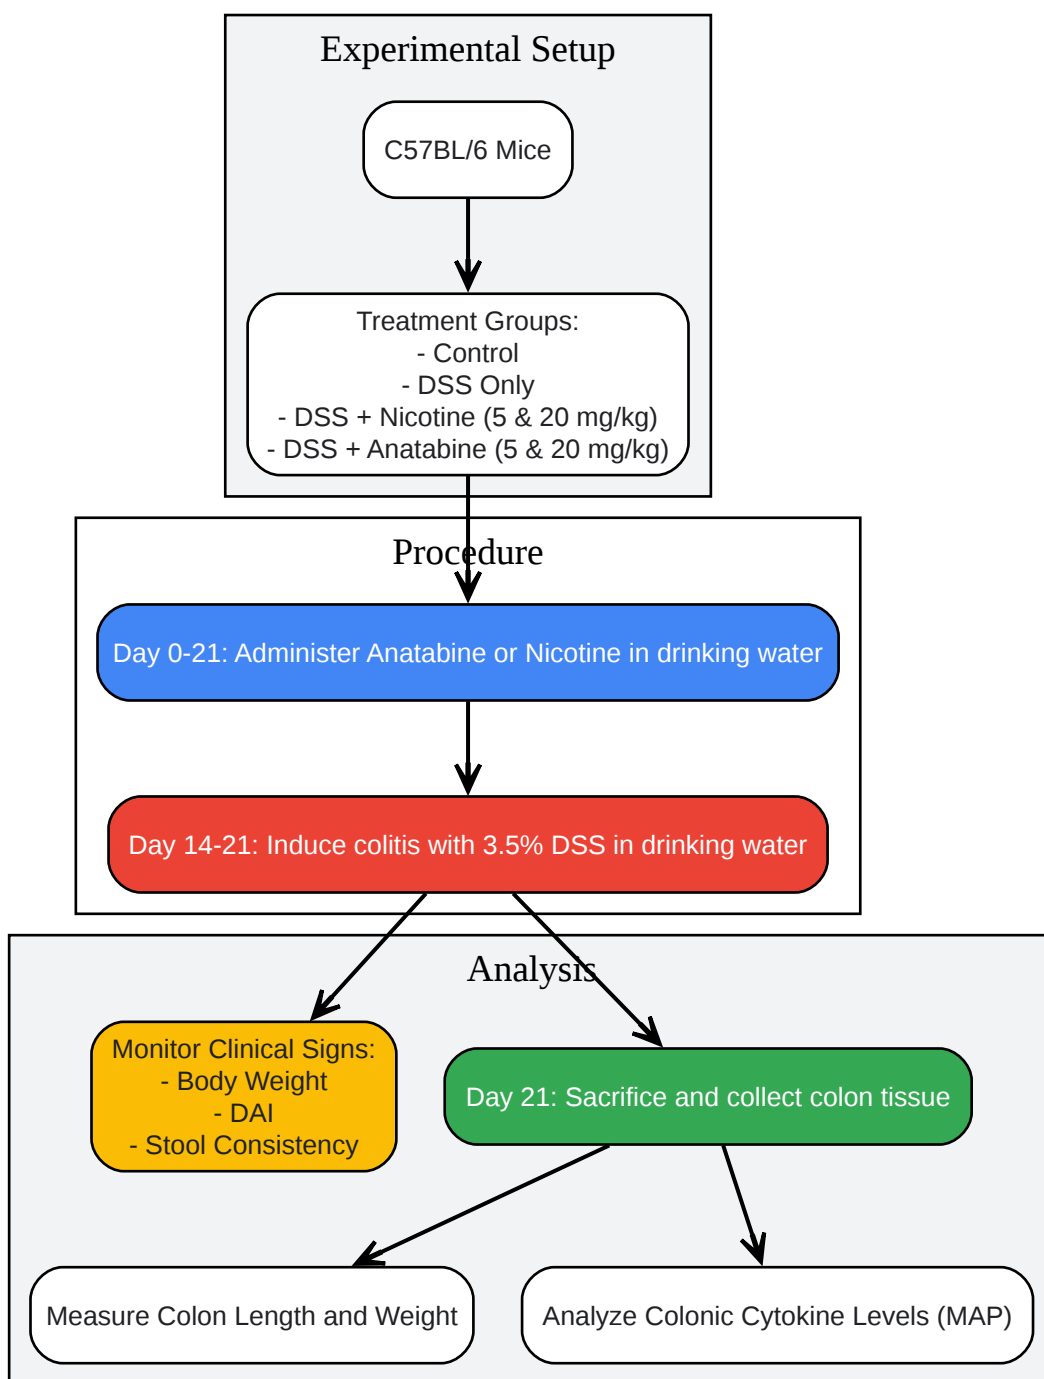 Experimental Setup
C57BL/6 Mice
Treatment Groups:
- Control
- DSS Only
- DSS + Nicotine (5 & 20 mg/kg)
- DSS + Anatabine (5 & 20 mg/kg)
Procedure
Day 0-21: Administer Anatabine or Nicotine in drinking water
Day 14-21: Induce colitis with 3.5% DSS in drinking water
Analysis
Monitor Clinical Signs:
- Body Weight
- DAI
- Stool Consistency
Day 21: Sacrifice and collect colon tissue
Measure Colon Length and Weight
Analyze Colonic Cytokine Levels (MAP)